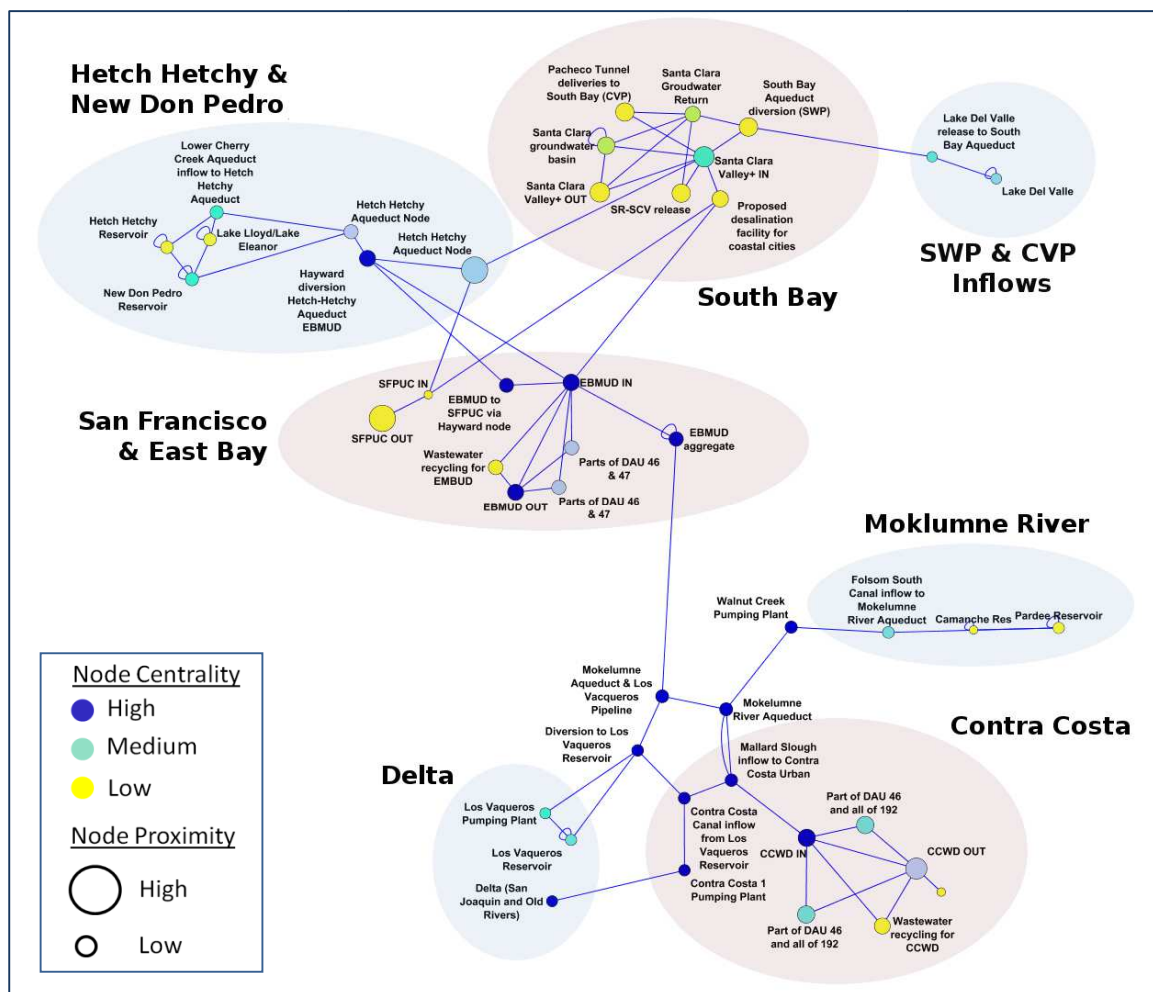 Hetch Hetchy &
New Don Pedro
Lower Cherry
Creek Aqueduct
inflow to Hetch
Hetchy
Aqueduct
Hetch Hetchy
Reservoir
Lake Lloyd/Lake
Eleanor
New Don Pedro
Reservoir
Hetch Hetchy
Aqueduct Node
Hetch Hetchy
Aqueduct Node
Hayward
diversion
Hetch-Hetchy
Aqueduct
EBMUD
Pacheco Tunnel
deliveries to
South Bay (CVP)
Santa Clara
Groudwater
Return
South Bay
Aqueduct
diversion (SWP)
Santa Clara
groundwater
basin
Santa Clara
Valley+ IN
Santa Clara
Valley+ OUT
SR-SCV release
Proposed
desalination
facility for
coastal cities
South Bay
Lake Del Valle
release to South
Bay Aqueduct
Lake Del Valle
SWP & CVP
Inflows
San Francisco
& East Bay
SFPUC IN
SFPUC OUT
EBMUD to
SFPUC via
Hayward node
EBMUD IN
EBMUD
aggregate
Wastewater
recycling for
EMBUD
Parts of DAU 46
& 47
EBMUD OUT
Parts of DAU 46
& 47
Moklumne River
Folsom South
Canal inflow to
Mokelumne
River Aqueduct
Camanche Res
Pardee Reservoir
Walnut Creek
Pumping Plant
Mokelumne
Aqueduct & Los
Vacqueros
Pipeline
Mokelumne
River Aqueduct
Diversion to Los
Vaqueros
Reservoir
Contra Costa
Mallard Slough
inflow to Contra
Costa Urban
Part of DAU 46
and all of 192
Contra Costa
Canal inflow
from Los
Vaqueros
Reservoir
CCWD IN
CCWD OUT
Contra Costa 1
Pumping Plant
Part of DAU 46
and all of 192
Wastewater
recycling for
CCWD
Delta
Los Vaqueros
Pumping Plant
Los Vaqueros
Reservoir
Delta (San
Joaquin and Old
Rivers)
Node Centrality
High
Medium
Low
Node Proximity
High
Low